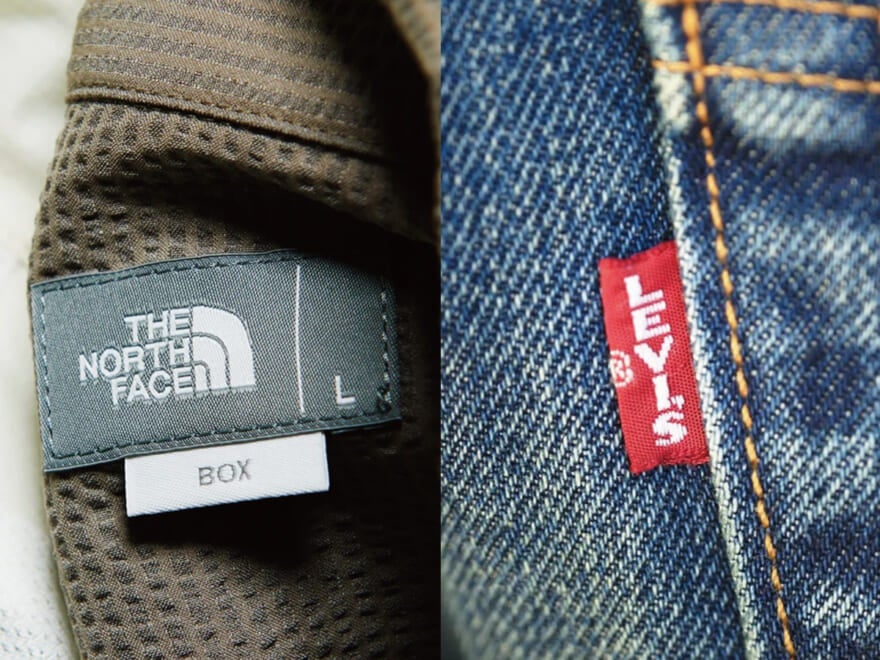 THE
NORTH
FACE
L
BOX
LEVI'S
®